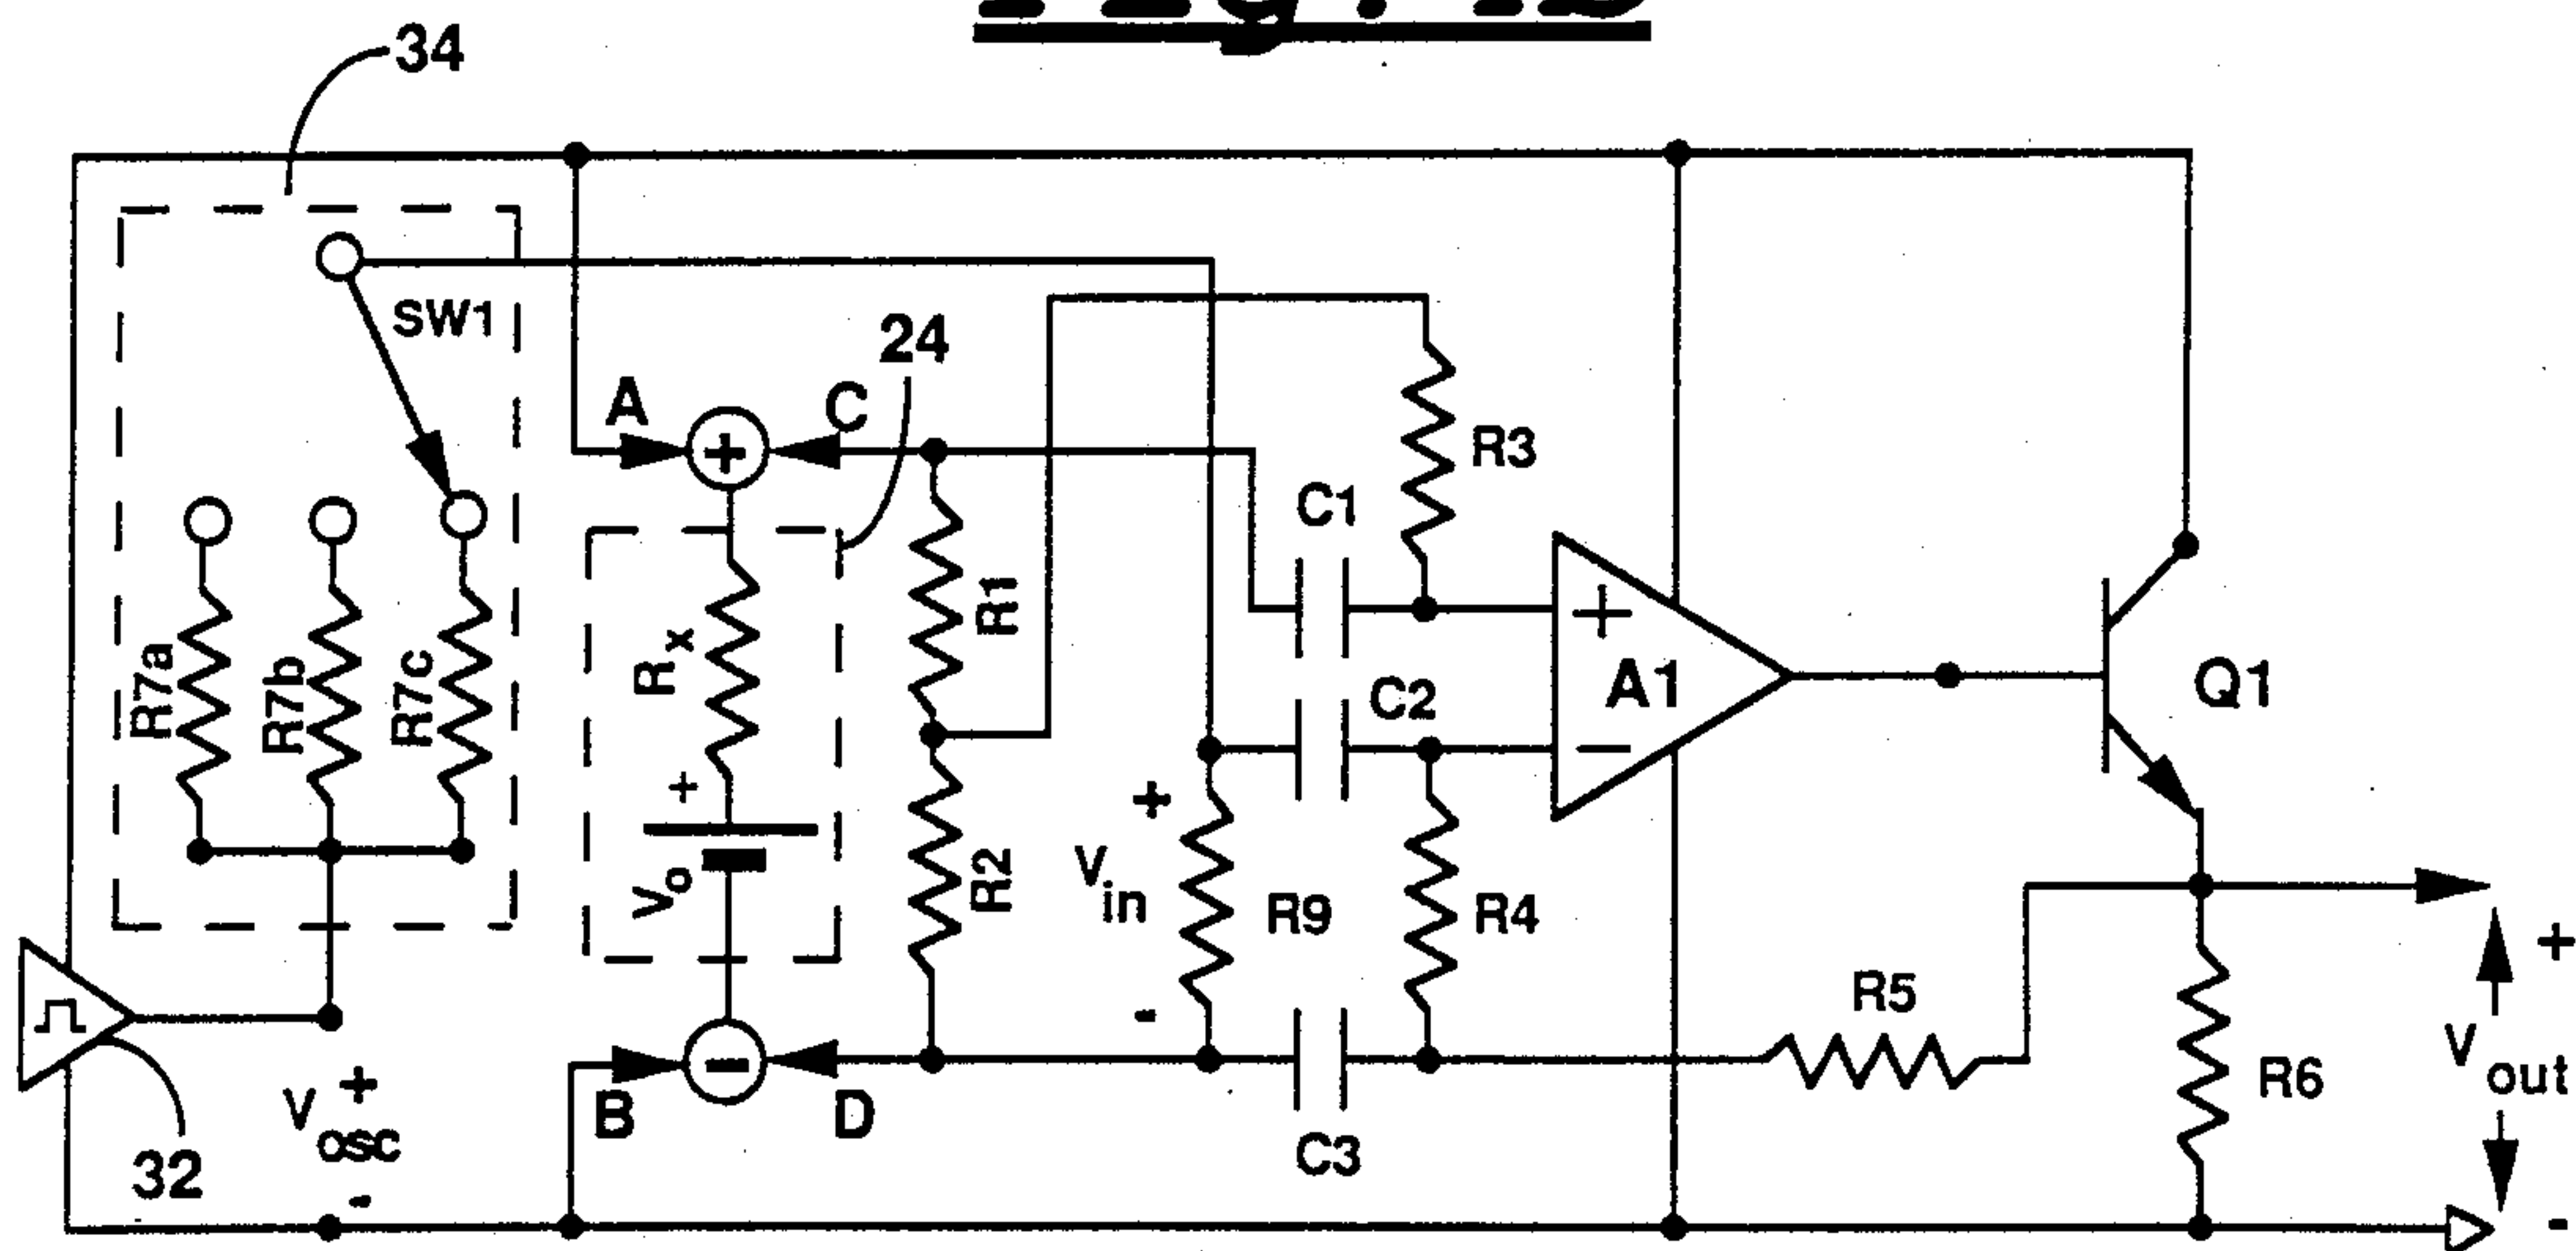 34
SW1
24
A
+
C
R3
C1
R1
+
A1
Q1
R7a
R7b
R7c
Rx
C2
−
+
Vo
R2
+
Vin
-
R9
R4
R5
+
Vout
-
R6
Vosc
+
-
32
B
−
D
C3